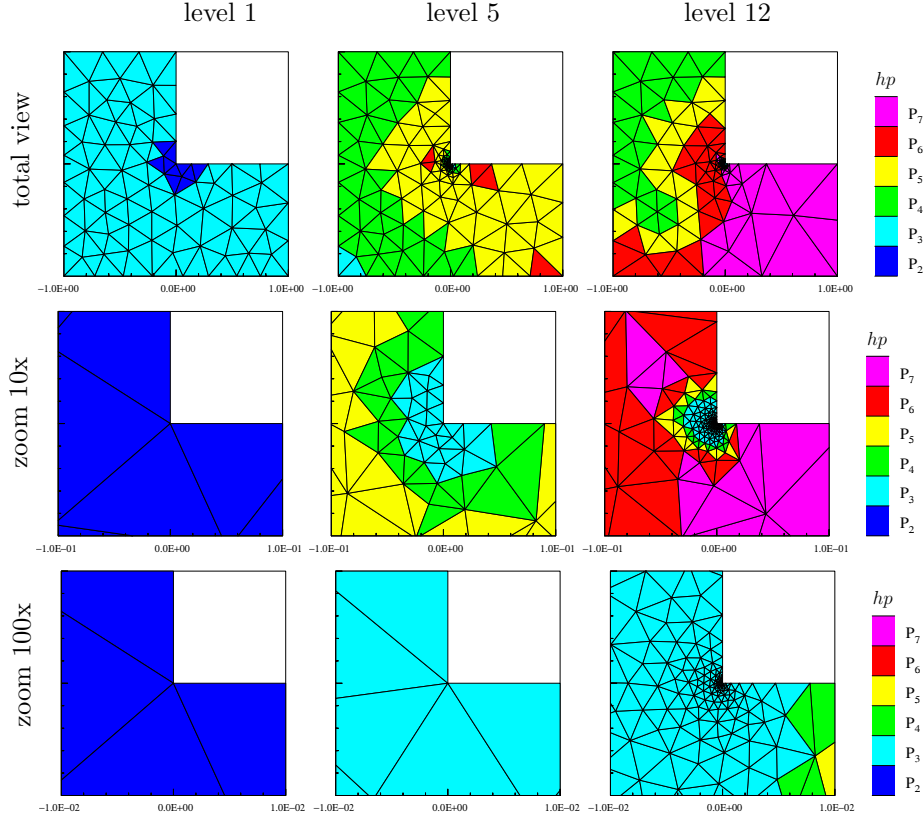 level 1
level 5
level 12
total view
hp
P7
P6
P5
P4
P3
P2
−1.0E+00 0.0E+00 1.0E+00
−1.0E+00 0.0E+00 1.0E+00
−1.0E+00 0.0E+00 1.0E+00
zoom 10x
hp
P7
P6
P5
P4
P3
P2
−1.0E−01 0.0E+00 1.0E−01
−1.0E−01 0.0E+00 1.0E−01
−1.0E−01 0.0E+00 1.0E−01
zoom 100x
hp
P7
P6
P5
P4
P3
P2
−1.0E−02 0.0E+00 1.0E−02
−1.0E−02 0.0E+00 1.0E−02
−1.0E−02 0.0E+00 1.0E−02